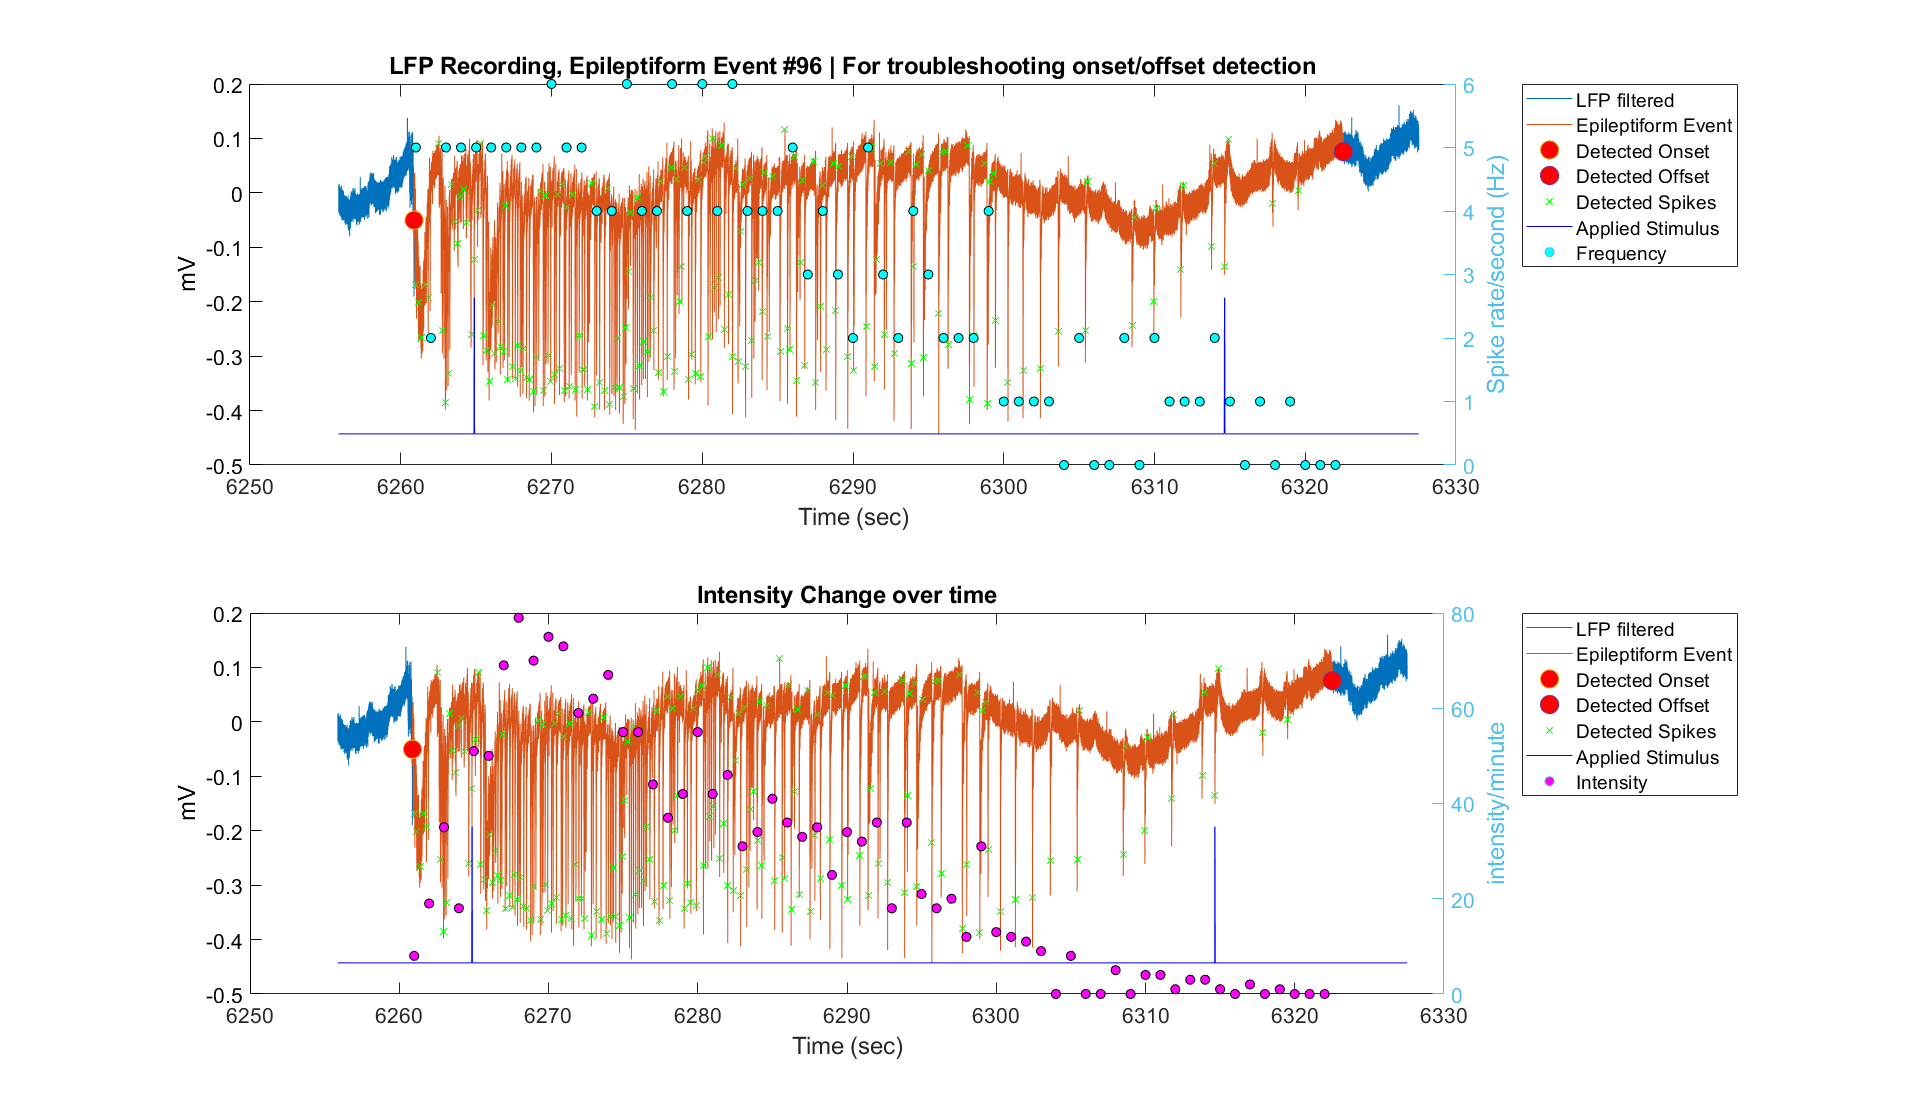 LFP Recording, Epileptiform Event #96 | For troubleshooting onset/offset detection
0.2
0.1
0
-0.1
-0.2
-0.3
-0.4
-0.5
mV
6250
6260
6270
6280
6290
6300
6310
6320
6330
Time (sec)
6
5
4
3
2
1
0
Spike rate/second (Hz)
LFP filtered
Epileptiform Event
Detected Onset
Detected Offset
Detected Spikes
Applied Stimulus
Frequency
Intensity Change over time
0.2
0.1
0
-0.1
-0.2
-0.3
-0.4
-0.5
mV
6250
6260
6270
6280
6290
6300
6310
6320
6330
Time (sec)
80
60
40
20
0
intensity/minute
LFP filtered
Epileptiform Event
Detected Onset
Detected Offset
Detected Spikes
Applied Stimulus
Intensity